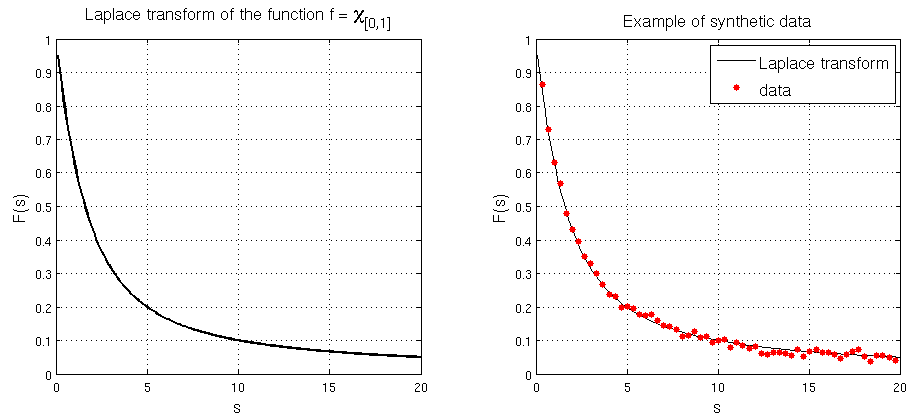 Laplace transform of the function f = χ[0,1]
1
0.9
0.8
0.7
0.6
0.5
0.4
0.3
0.2
0.1
0
F(s)
0 5 10 15 20
s
Example of synthetic data
Laplace transform
data
1
0.9
0.8
0.7
0.6
0.5
0.4
0.3
0.2
0.1
0
F(s)
0 5 10 15 20
s